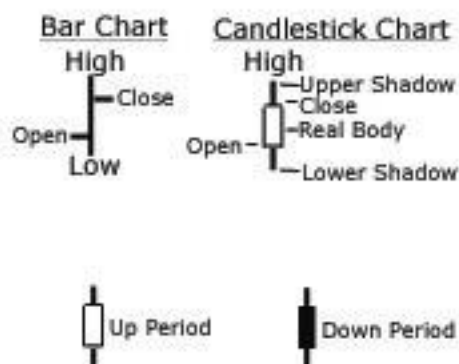 Bar Chart
High
Close
Open
Low
Candlestick Chart
High
Upper Shadow
Close
Real Body
Open
Lower Shadow
Up Period
Down Period